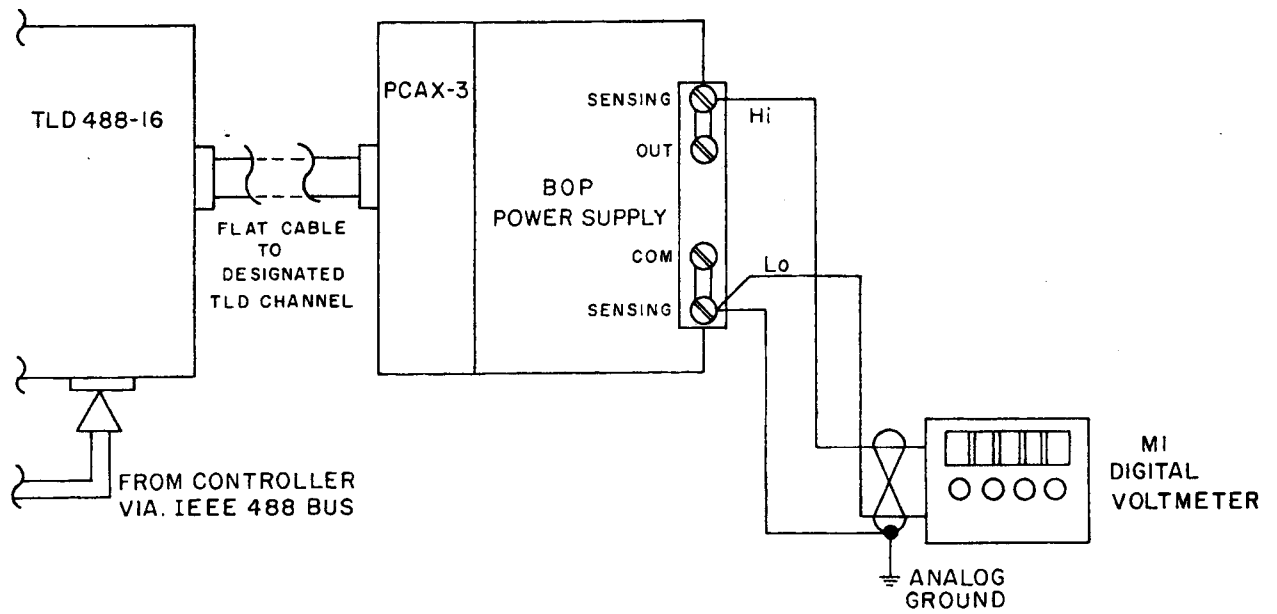 TLD 488-16
PCAX-3
SENSING
Hi
OUT
BOP
POWER SUPPLY
COM
Lo
SENSING
FLAT CABLE
TO
DESIGNATED
TLD CHANNEL
FROM CONTROLLER
VIA. IEEE 488 BUS
M1
DIGITAL
VOLTMETER
ANALOG
GROUND